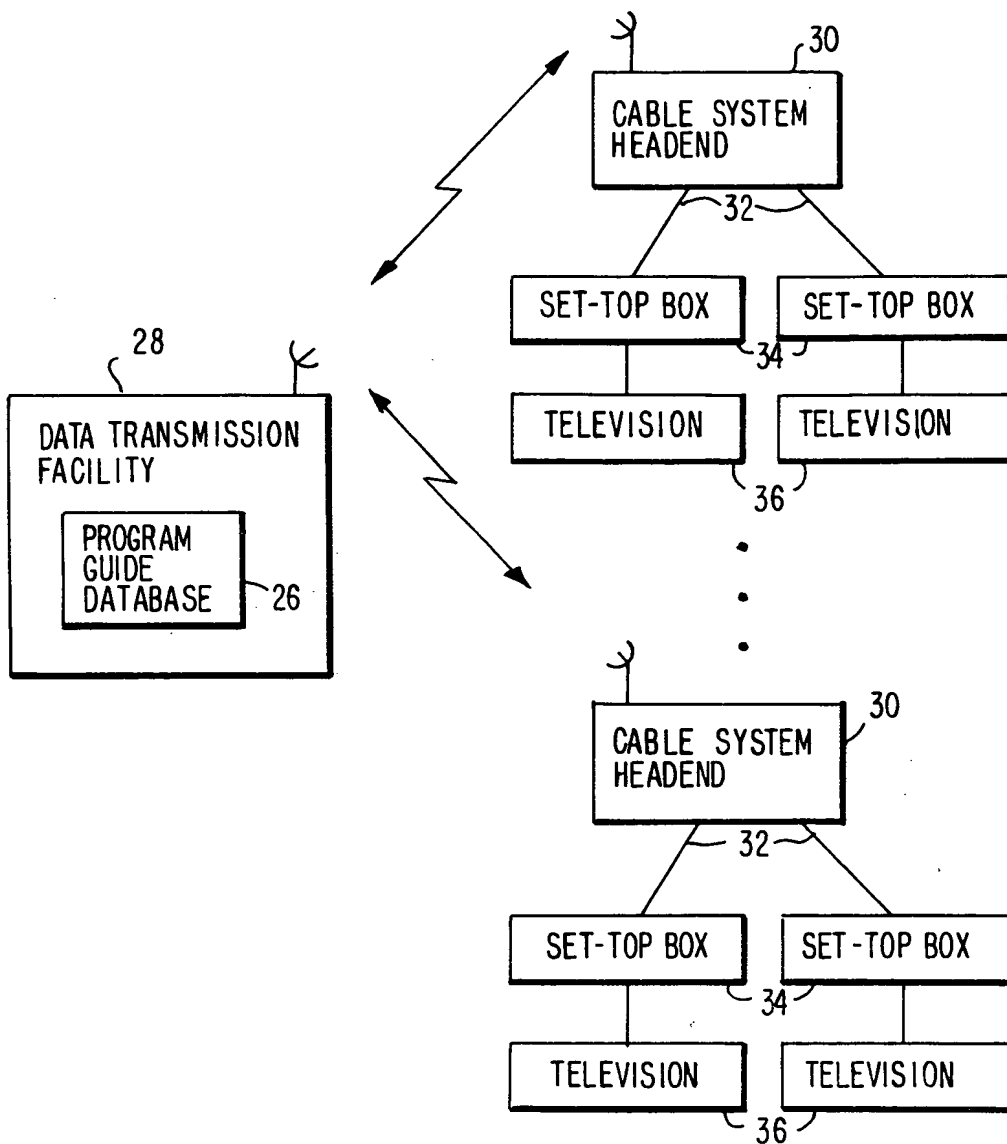 30
CABLE SYSTEM
HEADEND
32
SET-TOP BOX
SET-TOP BOX
34
TELEVISION
TELEVISION
36
28
DATA TRANSMISSION
FACILITY
PROGRAM
GUIDE
DATABASE
26
30
CABLE SYSTEM
HEADEND
32
SET-TOP BOX
SET-TOP BOX
34
TELEVISION
TELEVISION
36